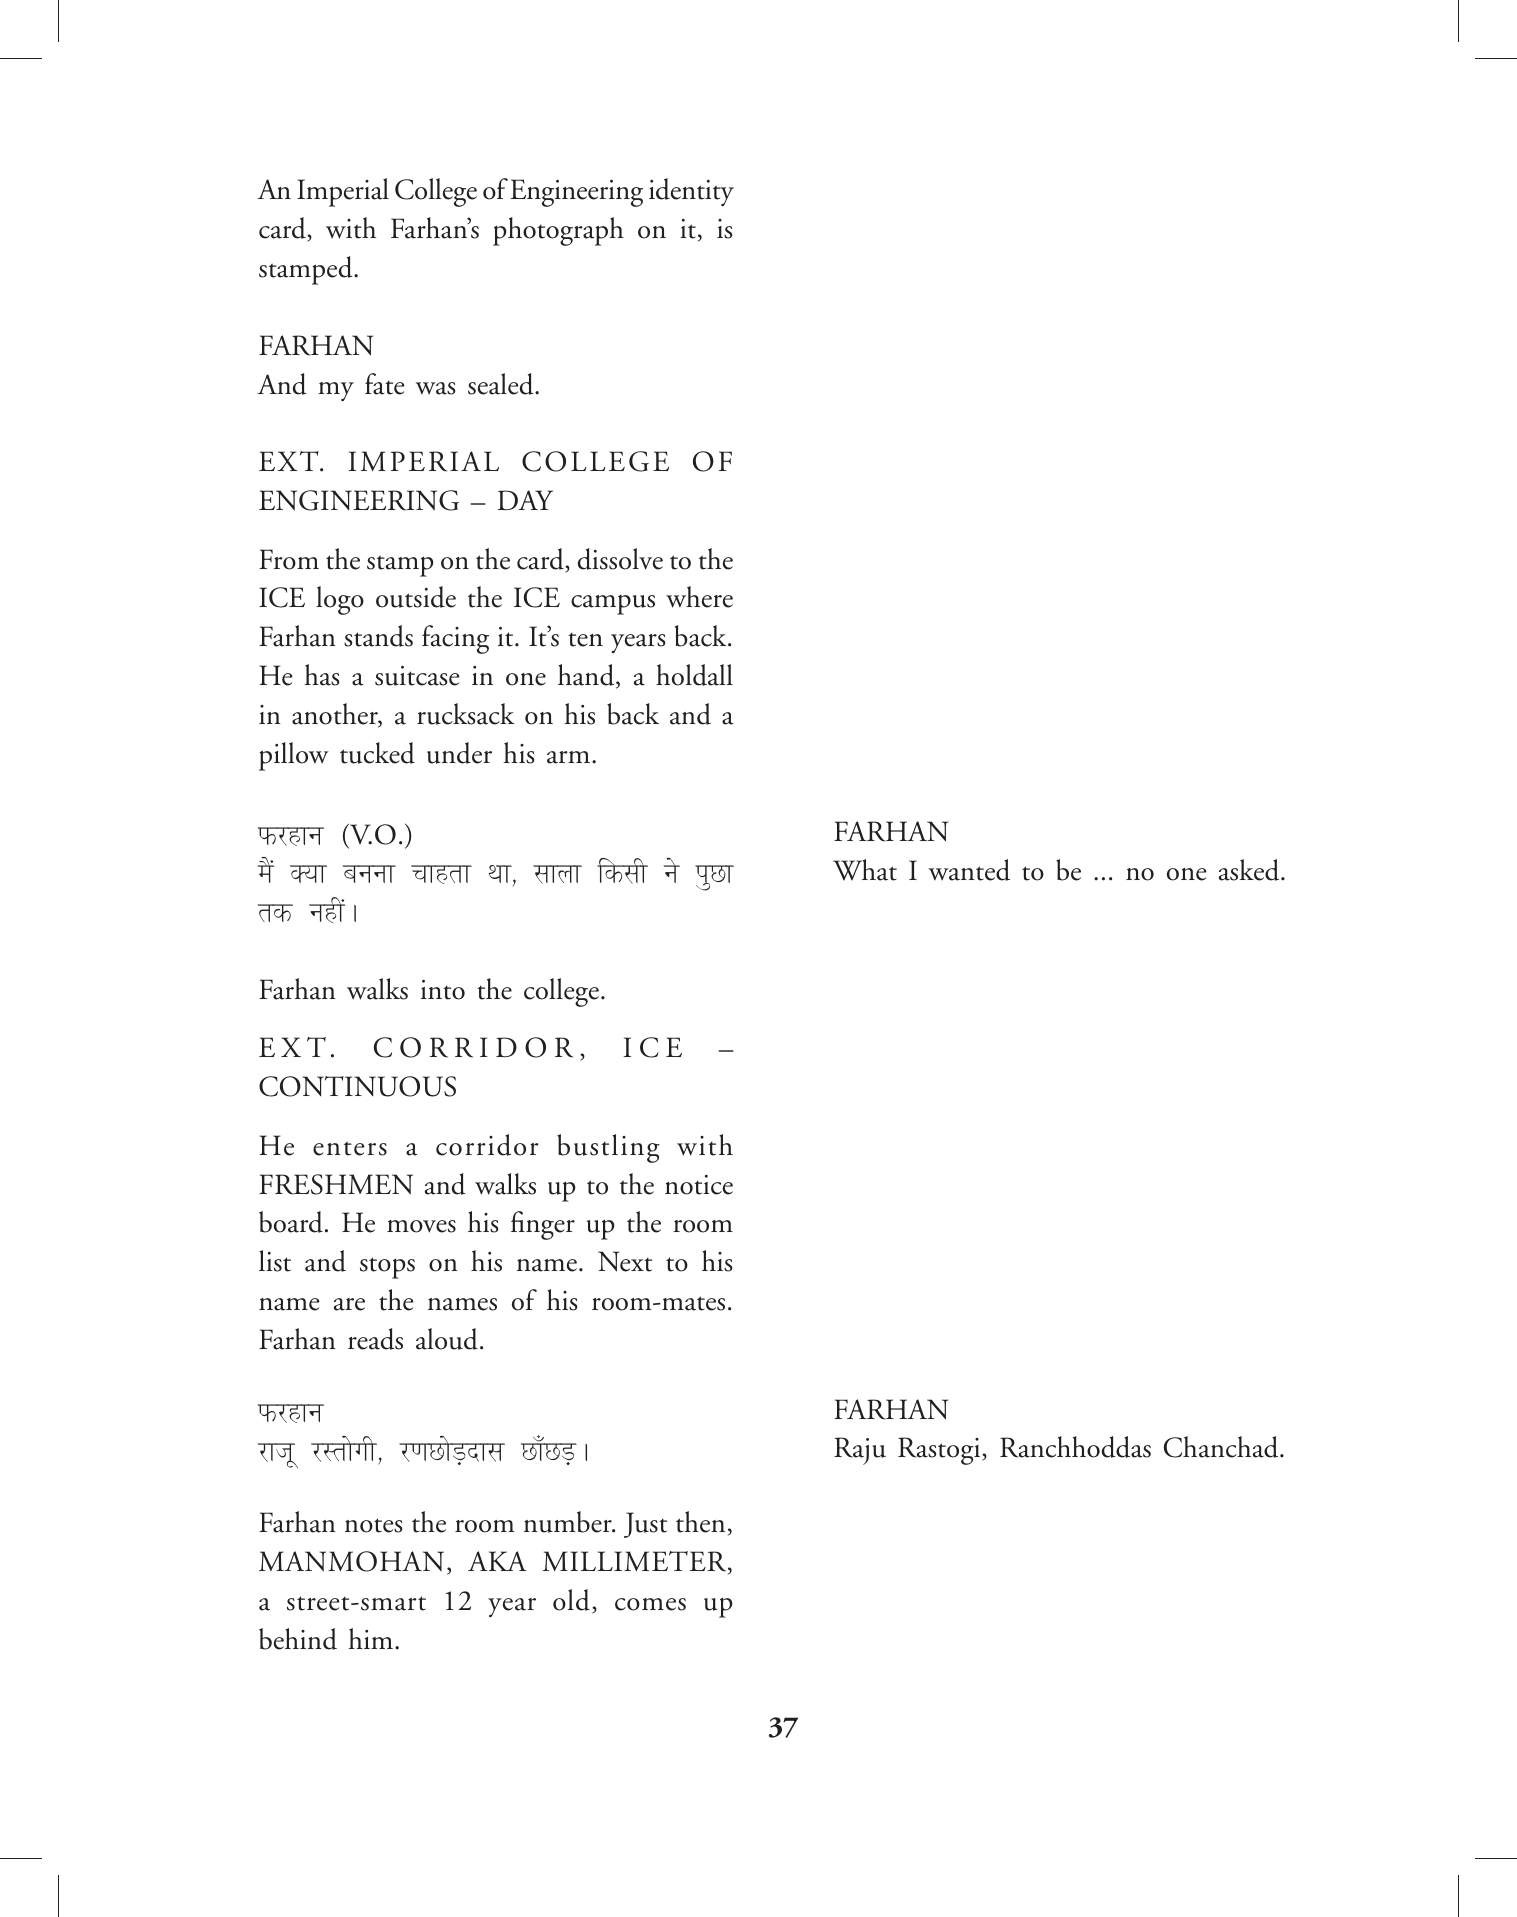 An Imperial College of Engineering identity
card, with Farhan’s photograph on it, is
stamped.
FARHAN
And my fate was sealed.
EXT. IMPERIAL COLLEGE OF
ENGINEERING – DAY
From the stamp on the card, dissolve to the
ICE logo outside the ICE campus where
Farhan stands facing it. It’s ten years back.
He has a suitcase in one hand, a holdall
in another, a rucksack on his back and a
pillow tucked under his arm.
फरहान (V.O.)
मैं क्या बनना चाहता था, साला किसी ने पुछा
तक नहीं।
FARHAN
What I wanted to be ... no one asked.
Farhan walks into the college.
EXT. CORRIDOR, ICE –
CONTINUOUS
He enters a corridor bustling with
FRESHMEN and walks up to the notice
board. He moves his finger up the room
list and stops on his name. Next to his
name are the names of his room-mates.
Farhan reads aloud.
फरहान
राजू रस्तोगी, रणछोड़दास छाँछड़।
FARHAN
Raju Rastogi, Ranchhoddas Chanchad.
Farhan notes the room number. Just then,
MANMOHAN, AKA MILLIMETER,
a street-smart 12 year old, comes up
behind him.
37